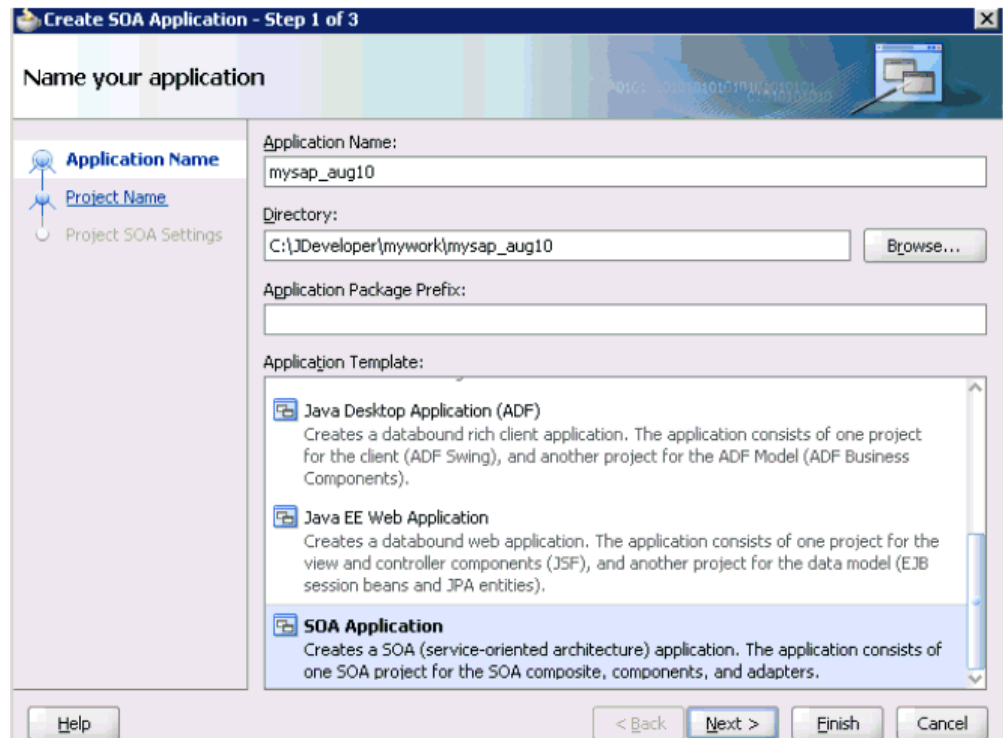 Create SOA Application - Step 1 of 3
Name your application
Application Name
Project Name
Project SOA Settings
Application Name:
mysap_aug10
Directory:
C:\JDeveloper\mywork\mysap_aug10
Browse...
Application Package Prefix:
Application Template:
Java Desktop Application (ADF)
Creates a databound rich client application. The application consists of one project
for the client (ADF Swing), and another project for the ADF Model (ADF Business
Components).
Java EE Web Application
Creates a databound web application. The application consists of one project for the
view and controller components (JSF), and another project for the data model (EJB
session beans and JPA entities).
SOA Application
Creates a SOA (service-oriented architecture) application. The application consists of
one SOA project for the SOA composite, components, and adapters.
Help
< Back
Next >
Finish
Cancel